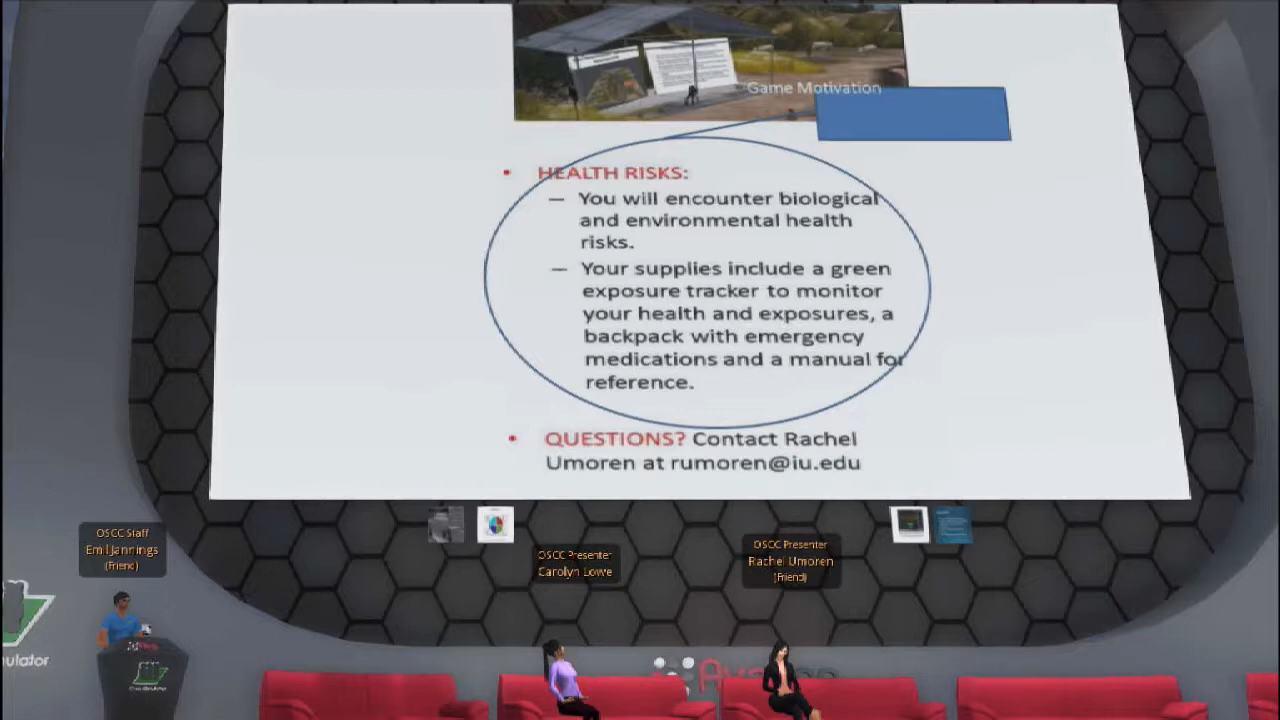 Game Motivation
• HEALTH RISKS:
– You will encounter biological
and environmental health
risks.
– Your supplies include a green
exposure tracker to monitor
your health and exposures, a
backpack with emergency
medications and a manual for
reference.
• QUESTIONS? Contact Rachel
Umoren at rumoren@iu.edu
OSCC Staff
Emil Jannings
(Friend)
OSCC Presenter
Carolyn Lowe
OSCC Presenter
Rachel Umoren
(Friend)
ulator